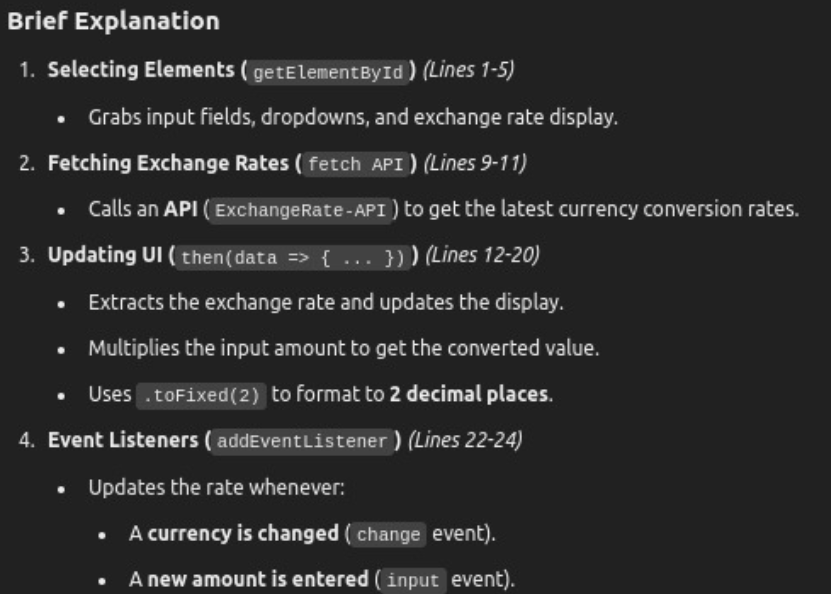 Brief Explanation
1. Selecting Elements (getElementById) (Lines 1-5)
• Grabs input fields, dropdowns, and exchange rate display.
2. Fetching Exchange Rates (fetch API) (Lines 9-11)
• Calls an API (ExchangeRate-API) to get the latest currency conversion rates.
3. Updating UI (then(data => { ... })) (Lines 12-20)
• Extracts the exchange rate and updates the display.
• Multiplies the input amount to get the converted value.
• Uses .toFixed(2) to format to 2 decimal places.
4. Event Listeners (addEventListener) (Lines 22-24)
• Updates the rate whenever:
• A currency is changed (change event).
• A new amount is entered (input event).